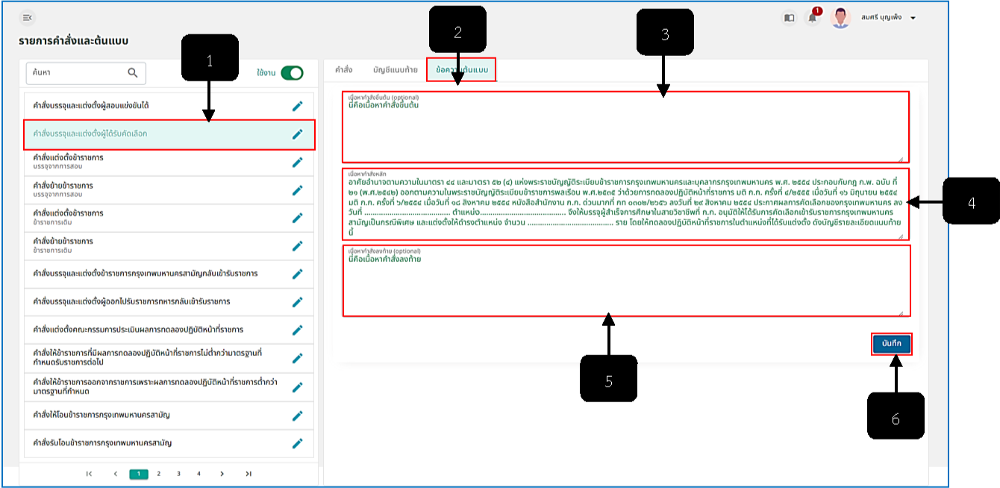 1
สมศรี บุญเพ็ง
รายการคำสั่งและต้นแบบ
1
2
3
ค้นหา
ใช้งาน
คำสั่ง
บัญชีแนบท้าย
ข้อความต้นแบบ
คำสั่งบรรจุและแต่งตั้งผู้สอบแข่งขันได้
คำสั่งบรรจุและแต่งตั้งผู้ได้รับคัดเลือก
คำสั่งแต่งตั้งข้าราชการ
บรรจุจากการสอบ
คำสั่งย้ายข้าราชการ
บรรจุจากการสอบ
คำสั่งแต่งตั้งข้าราชการ
ข้าราชการเดิม
คำสั่งย้ายข้าราชการ
ข้าราชการเดิม
คำสั่งบรรจุและแต่งตั้งข้าราชการกรุงเทพมหานครสามัญกลับเข้ารับราชการ
คำสั่งบรรจุและแต่งตั้งผู้ออกไปรับราชการทหารกลับเข้ารับราชการ
คำสั่งแต่งตั้งคณะกรรมการประเมินผลการทดลองปฏิบัติหน้าที่ราชการ
คำสั่งให้ข้าราชการที่มีผลการทดลองปฏิบัติหน้าที่ราชการไม่ต่ำกว่ามาตรฐานที่
กำหนดรับราชการต่อไป
คำสั่งให้ข้าราชการออกจากราชการเพราะผลการทดลองปฏิบัติหน้าที่ราชการต่ำกว่า
มาตรฐานที่กำหนด
คำสั่งให้โอนข้าราชการกรุงเทพมหานครสามัญ
คำสั่งรับโอนข้าราชการกรุงเทพมหานครสามัญ
1 2 3 4
เนื้อหาคำสั่งขึ้นต้น (optional)
นี่คือเนื้อหาคำสั่งขึ้นต้น
เนื้อหาคำสั่งหลัก
อาศัยอำนาจตามความในมาตรา ๔๔ และมาตรา ๕๒ (๔) แห่งพระราชบัญญัติระเบียบข้าราชการกรุงเทพมหานครและบุคลากรกรุงเทพมหานคร พ.ศ. ๒๕๕๔ ประกอบกับกฎ ก.พ. ฉบับ ที่
๒๐ (พ.ศ.๒๕๔๒) ออกตามความในพระราชบัญญัติระเบียบข้าราชการพลเรือน พ.ศ.๒๕๓๕ ว่าด้วยการทดลองปฏิบัติหน้าที่ราชการ มติ ก.ก. ครั้งที่ ๔/๒๕๕๔ เมื่อวันที่ ๑๖ มิถุนายน ๒๕๕๔
มติ ก.ก. ครั้งที่ ๖/๒๕๕๔ เมื่อวันที่ ๑๘ สิงหาคม ๒๕๕๔ หนังสือสำนักงาน ก.ก. ด่วนมากที่ กท ๐๓๐๒/๒๖๕๖ ลงวันที่ ๒๙ สิงหาคม ๒๕๕๔ ประกาศผลการคัดเลือกของกรุงเทพมหานคร ลง
วันที่ ........................................ ตำแหน่ง........................................ จึงให้บรรจุผู้สำเร็จการศึกษาในสายวิชาชีพที่ ก.ก. อนุมัติให้ได้รับการคัดเลือกเข้ารับราชการกรุงเทพมหานคร
สามัญเป็นกรณีพิเศษ และแต่งตั้งให้ดำรงตำแหน่ง จำนวน ........................................ ราย โดยให้ทดลองปฏิบัติหน้าที่ราชการในตำแหน่งที่ได้รับแต่งตั้ง ดังบัญชีรายละเอียดแนบท้าย
นี้
4
เนื้อหาคำสั่งลงท้าย (optional)
นี่คือเนื้อหาคำสั่งลงท้าย
บันทึก
5
6